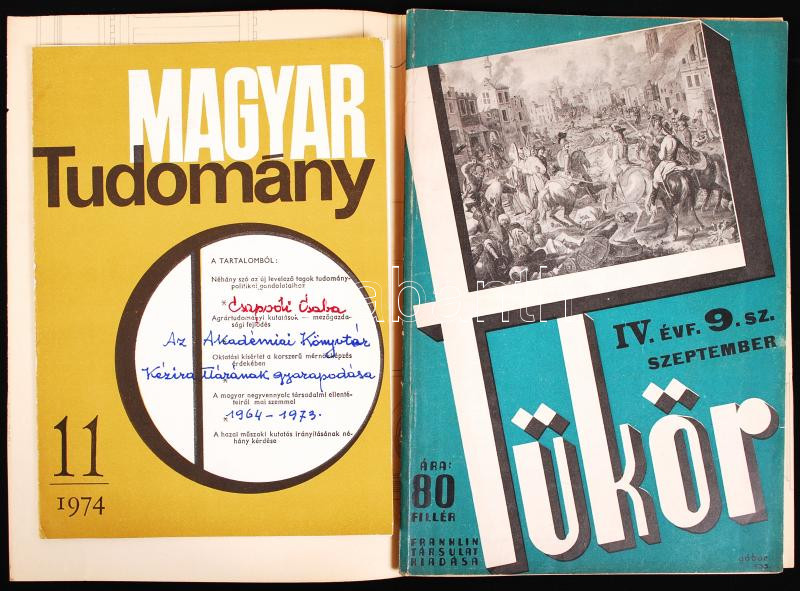 MAGYAR
Tudomány
A TARTALOMBÓL:
Néhány szó az új levelező tagok tudomány-
politikai gondolataihoz
*
Csapodi Csaba
Agrártudományi kutatások — mezőgazda-
sági fejlődés
Az Akadémiai Könyvtár
Oktatási kísérlet a korszerű mérnökképzés
érdekében
Kézirattárának gyarapodása
A magyar negyvennyolc társadalmi ellenté-
teiről mai szemmel
*
1964-1973.
A hazai műszaki kutatás irányításának né-
hány kérdése
11
1974
Tükör
IV. ÉVF. 9. SZ.
SZEPTEMBER
ÁRA:
80
FILLÉR
FRANKLIN
TÁRSULAT
KIADÁSA
gábor